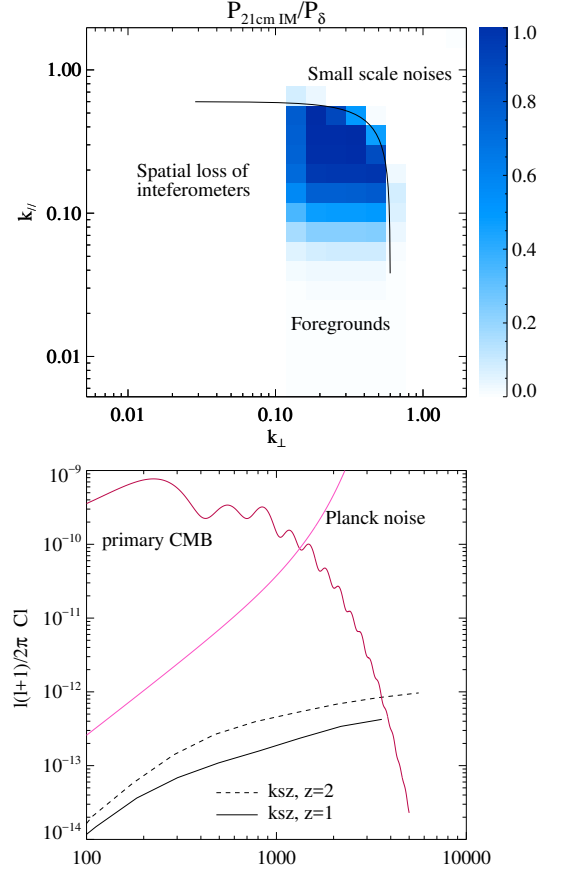 P21cm IM/Pδ
1.00
0.10
0.01
k//
0.01
0.10
1.00
k⊥
Small scale noises
Spatial loss of
inteferometers
Foregrounds
1.0
0.8
0.6
0.4
0.2
0.0
10^-9
10^-10
10^-11
10^-12
10^-13
10^-14
l(l+1)/2π Cl
100
1000
10000
primary CMB
Planck noise
ksz, z=2
ksz, z=1